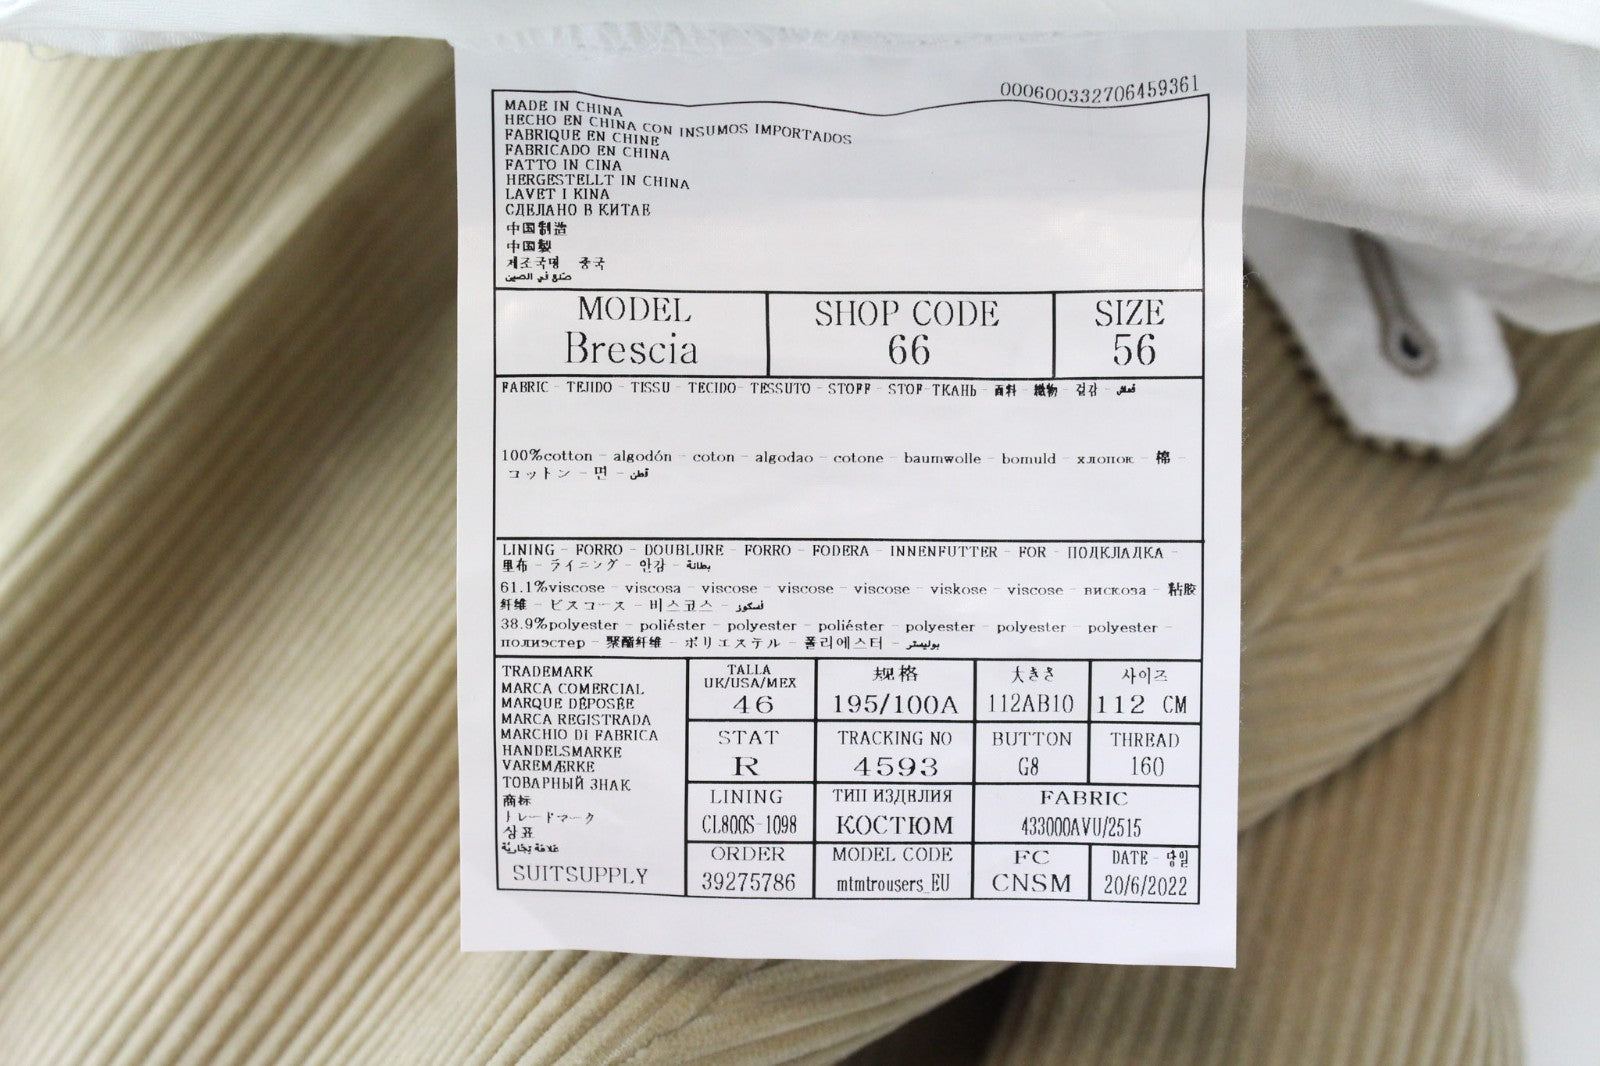 000600332706459361
MADE IN CHINA
HECHO EN CHINA CON INSUMOS IMPORTADOS
FABRIQUE EN CHINE
FABRICADO EN CHINA
FATTO IN CINA
HERGESTELLT IN CHINA
LAVET I KINA
СДЕЛАНО В КИТАЕ
中国制造
中国製
제조국명 중국
صنع في الصين
MODEL
Brescia
SHOP CODE
66
SIZE
56
FABRIC - TEJIDO - TISSU - TECIDO- TESSUTO - STOFF - STOF-ТКАНЬ - 面料 - 織物 - 겉감 - قماش
100%cotton - algodón - coton - algodao - cotone - baumwolle - bomuld - хлопок - 棉 -
コットン - 면 - قطن
LINING - FORRO - DOUBLURE - FORRO - FODERA - INNENFUTTER - FOR - ПОДКЛАДКА -
里布 - ライニング - 안감 - بطانة
61.1%viscose - viscosa - viscose - viscose - viscose - viskose - viscose - вискоза - 粘胶
纤维 - ビスコース - 비스코스 - فسكوز
38.9%polyester - poliéster - polyester - poliéster - polyester - polyester - polyester -
полиэстер - 聚酯纤维 - ポリエステル - 폴리에스터 - بوليستر
TRADEMARK
MARCA COMERCIAL
MARQUE DÉPOSÉE
MARCA REGISTRADA
MARCHIO DI FABRICA
HANDELSMARKE
VAREMÆRKE
ТОВАРНЫЙ ЗНАК
商标
トレードマーク
상표
علامة تجارية
SUITSUPPLY
TALLA
UK/USA/MEX
46
规格
195/100A
大きさ
112AB10
사이즈
112 CM
STAT
R
TRACKING NO
4593
BUTTON
G8
THREAD
160
LINING
CL800S-1098
ТИП ИЗДЕЛИЯ
КОСТЮМ
FABRIC
433000AVU/2515
ORDER
39275786
MODEL CODE
mtmtrousers_EU
FC
CNSM
DATE -
20/6/2022